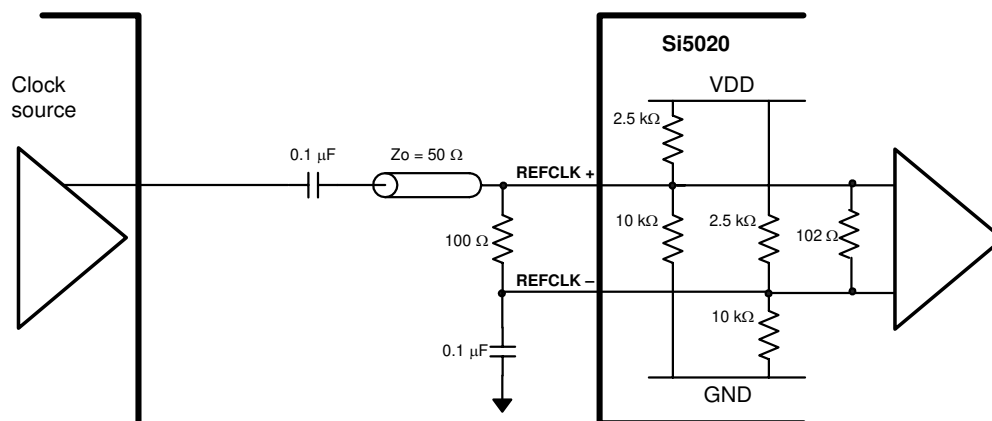 Si5020
Clock
source
VDD
2.5 kΩ
0.1 μF
Zo = 50 Ω
REFCLK +
100 Ω
10 kΩ
2.5 kΩ
102 Ω
REFCLK –
10 kΩ
0.1 μF
GND